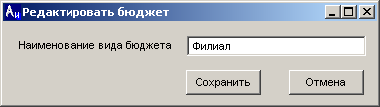 Редактировать бюджет
Наименование вида бюджета Филиал
Сохранить Отмена